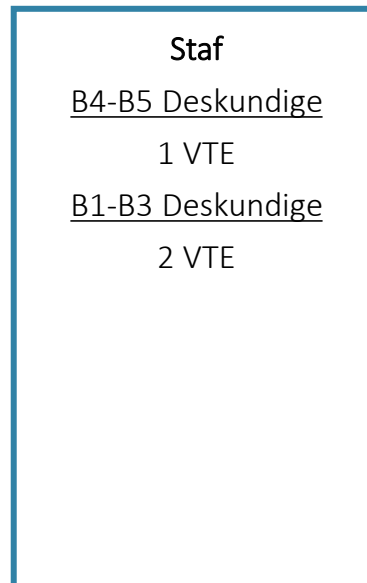 Staf
B4-B5 Deskundige
1 VTE
B1-B3 Deskundige
2 VTE